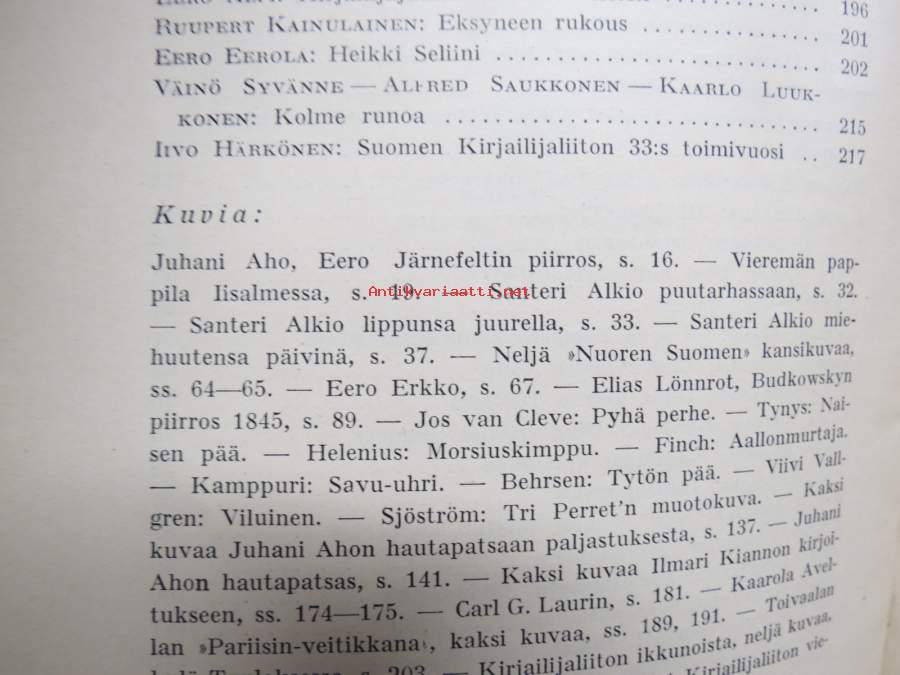 196
RUUPERT KAINULAINEN: Eksyneen rukous . . . . . . . . . . . . . . 201
EERO EEROLA: Heikki Seliini . . . . . . . . . . . . . . . . . . . . . . . . . . 202
VÄINÖ SYVÄNNE — ALFRED SAUKKONEN — KAARLO LUUK-
KONEN: Kolme runoa . . . . . . . . . . . . . . . . . . . . . . . . . . . . . . 215
IIVO HÄRKÖNEN: Suomen Kirjailijaliiton 33:s toimivuosi . . 217
Kuvia:
Juhani Aho, Eero Järnefeltin piirros, s. 16. — Vieremän pap-
pila Iisalmessa, s. 19. — Santeri Alkio puutarhassaan, s. 32.
Antikvariaatti.net
— Santeri Alkio lippunsa juurella, s. 33. — Santeri Alkio mie-
huutensa päivinä, s. 37. — Neljä »Nuoren Suomen» kansikuvaa,
ss. 64—65. — Eero Erkko, s. 67. — Elias Lönnrot, Budkowskyn
piirros 1845, s. 89. — Jos van Cleve: Pyhä perhe. — Tynys: Nai-
sen pää. — Helenius: Morsiuskimppu. — Finch: Aallonmurtaja.
— Kamppuri: Savu-uhri. — Behrsen: Tytön pää. — Viivi Vall-
gren: Viluinen. — Sjöström: Tri Perret'n muotokuva. — Kaksi
kuvaa Juhani Ahon hautapatsaan paljastuksesta, s. 137. — Juhani
Ahon hautapatsas, s. 141. — Kaksi kuvaa Ilmari Kiannon kirjoi-
tukseen, ss. 174—175. — Carl G. Laurin, s. 181. — Kaarola Avel-
lan »Pariisin-veitikkana», kaksi kuvaa, ss. 189, 191. — Toivaalan
s. 203. — Kirjailijaliiton ikkunoista, neljä kuvaa,
Kirjailijaliiton vie-